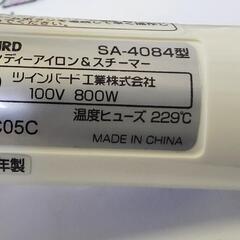 SA-4084型
ディーアイロン&スチーマー
ツインバード工業株式会社
100V 800W
C05C
温度ヒューズ 229℃
MADE IN CHINA
年製